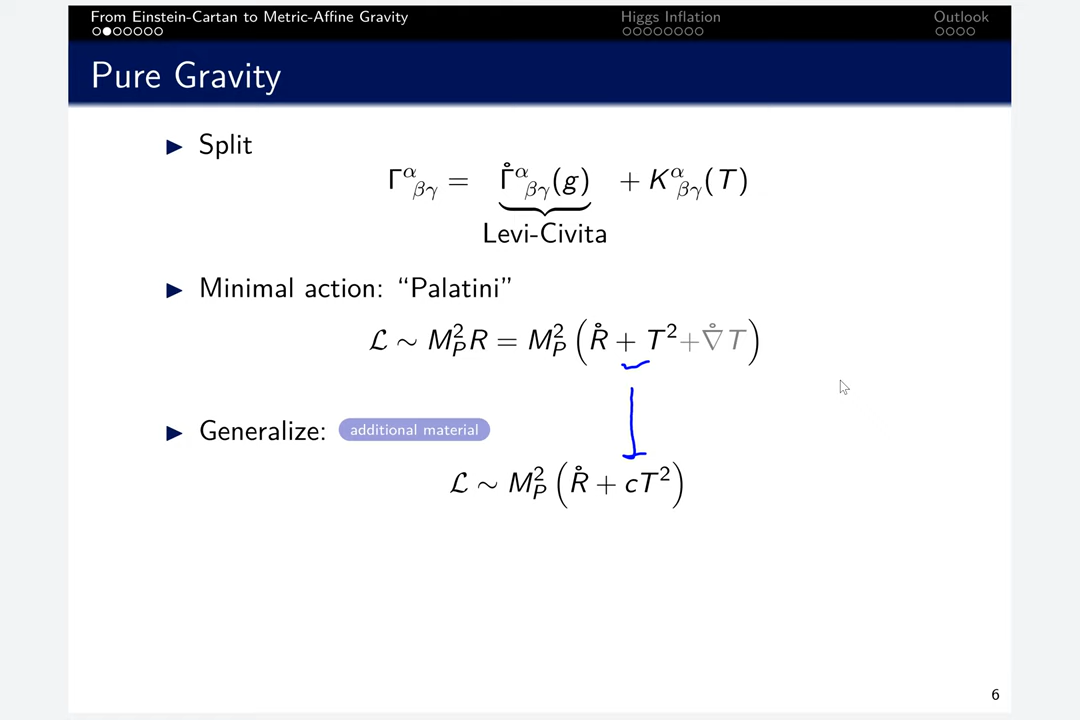 From Einstein-Cartan to Metric-Affine Gravity Higgs Inflation Outlook
Pure Gravity
▶ Split
Γ^α_βγ = Γ̊^α_βγ(g) + K^α_βγ(T)
Levi-Civita
▶ Minimal action: “Palatini”
ℒ ∼ M_P^2 R = M_P^2 (R̊ + T^2 + ∇̊T)
▶ Generalize: additional material
ℒ ∼ M_P^2 (R̊ + cT^2)
6